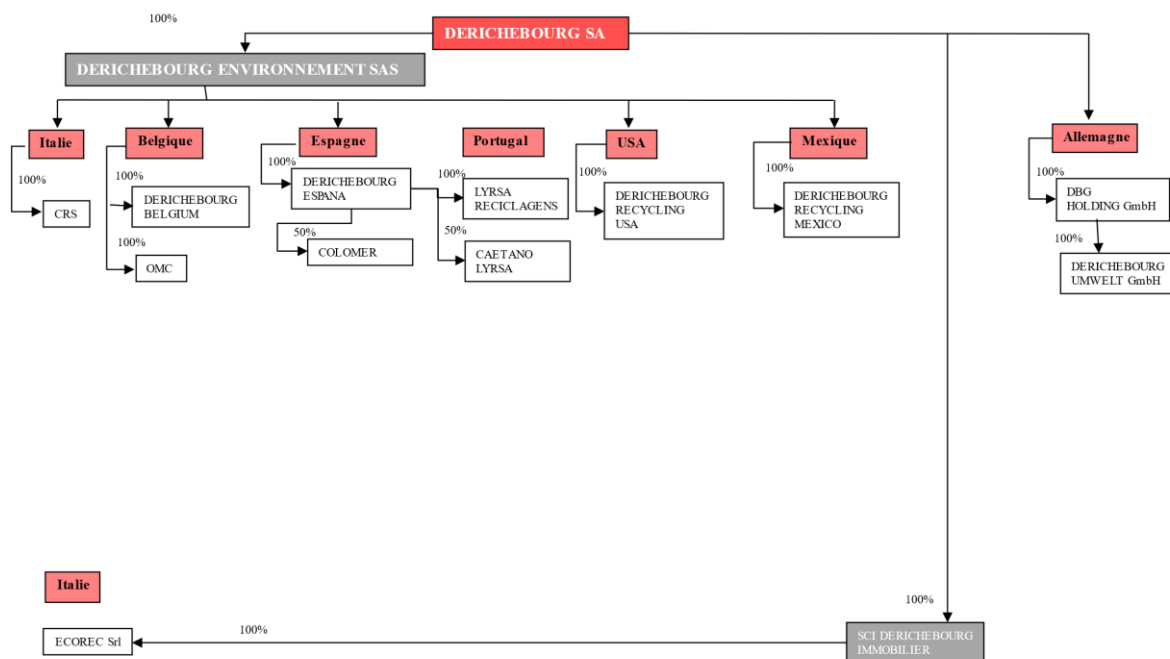 100%
DERICHEBOURG SA
DERICHEBOURG ENVIRONNEMENT SAS
Italie
Belgique
Espagne
Portugal
USA
Mexique
Allemagne
100%
CRS
100%
DERICHEBOURG
BELGIUM
100%
OMC
100%
DERICHEBOURG
ESPANA
50%
COLOMER
100%
LYRSA
RECICLAGENS
50%
CAETANO
LYRSA
100%
DERICHEBOURG
RECYCLING
USA
100%
DERICHEBOURG
RECYCLING
MEXICO
100%
DBG
HOLDING GmbH
100%
DERICHEBOURG
UMWELT GmbH
Italie
100%
ECOREC Srl
100%
SCI DERICHEBOURG
IMMOBILIER